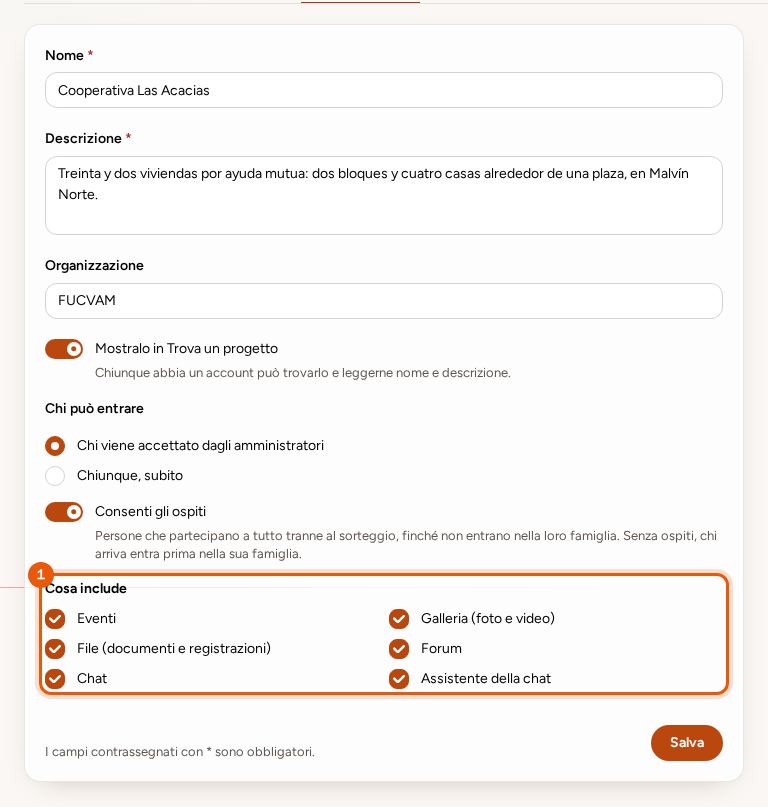 Nome *
Cooperativa Las Acacias
Descrizione *
Treinta y dos viviendas por ayuda mutua: dos bloques y cuatro casas alrededor de una plaza, en Malvín
Norte.
Organizzazione
FUCVAM
Mostralo in Trova un progetto
Chiunque abbia un account può trovarlo e leggerne nome e descrizione.
Chi può entrare
Chi viene accettato dagli amministratori
Chiunque, subito
Consenti gli ospiti
Persone che partecipano a tutto tranne al sorteggio, finché non entrano nella loro famiglia. Senza ospiti, chi
arriva entra prima nella sua famiglia.
1
Cosa include
Eventi
Galleria (foto e video)
File (documenti e registrazioni)
Forum
Chat
Assistente della chat
I campi contrassegnati con * sono obbligatori.
Salva